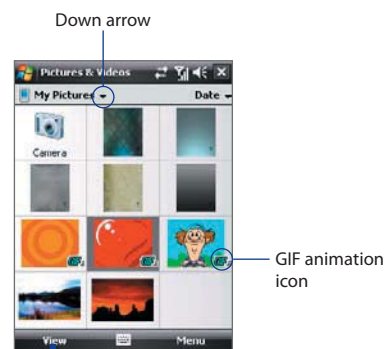 Down arrow
Pictures & Videos
My Pictures
Date
Camera
GIF animation
icon
View
Menu